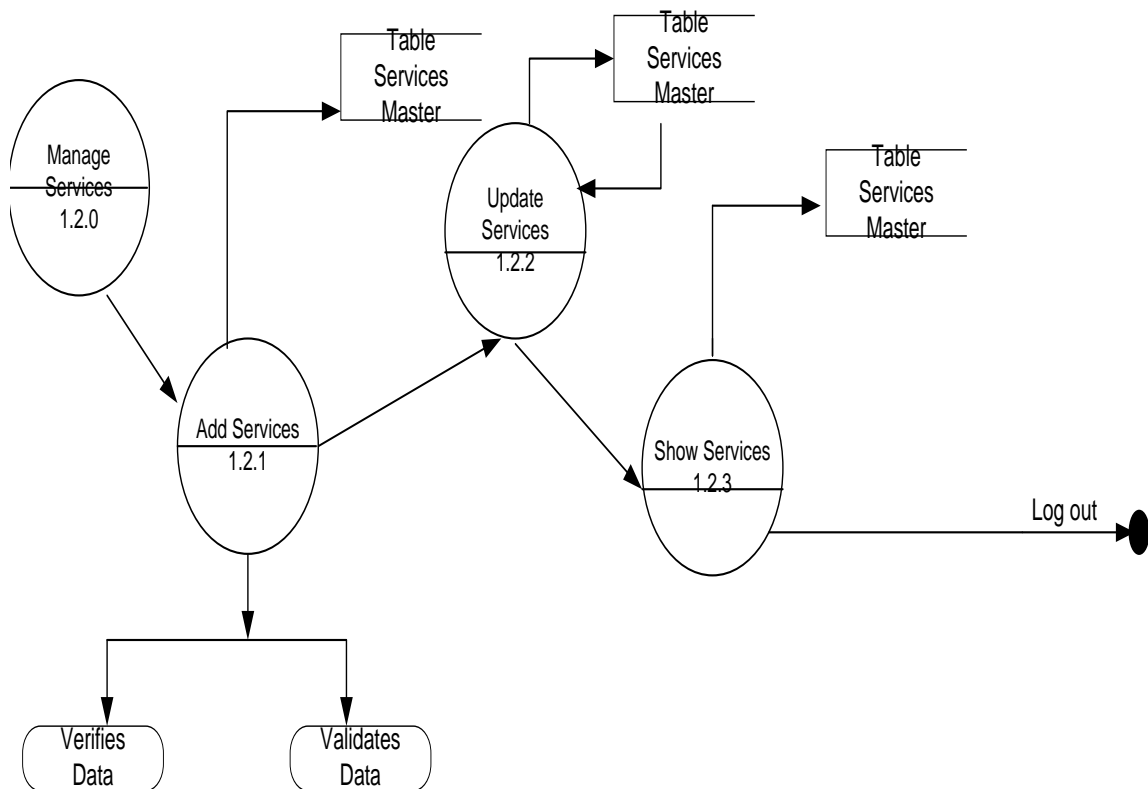 Table
Services
Master
Table
Services
Master
Manage
Services
1.2.0
Update
Services
1.2.2
Table
Services
Master
Add Services
1.2.1
Show Services
1.2.3
Log out
Verifies
Data
Validates
Data